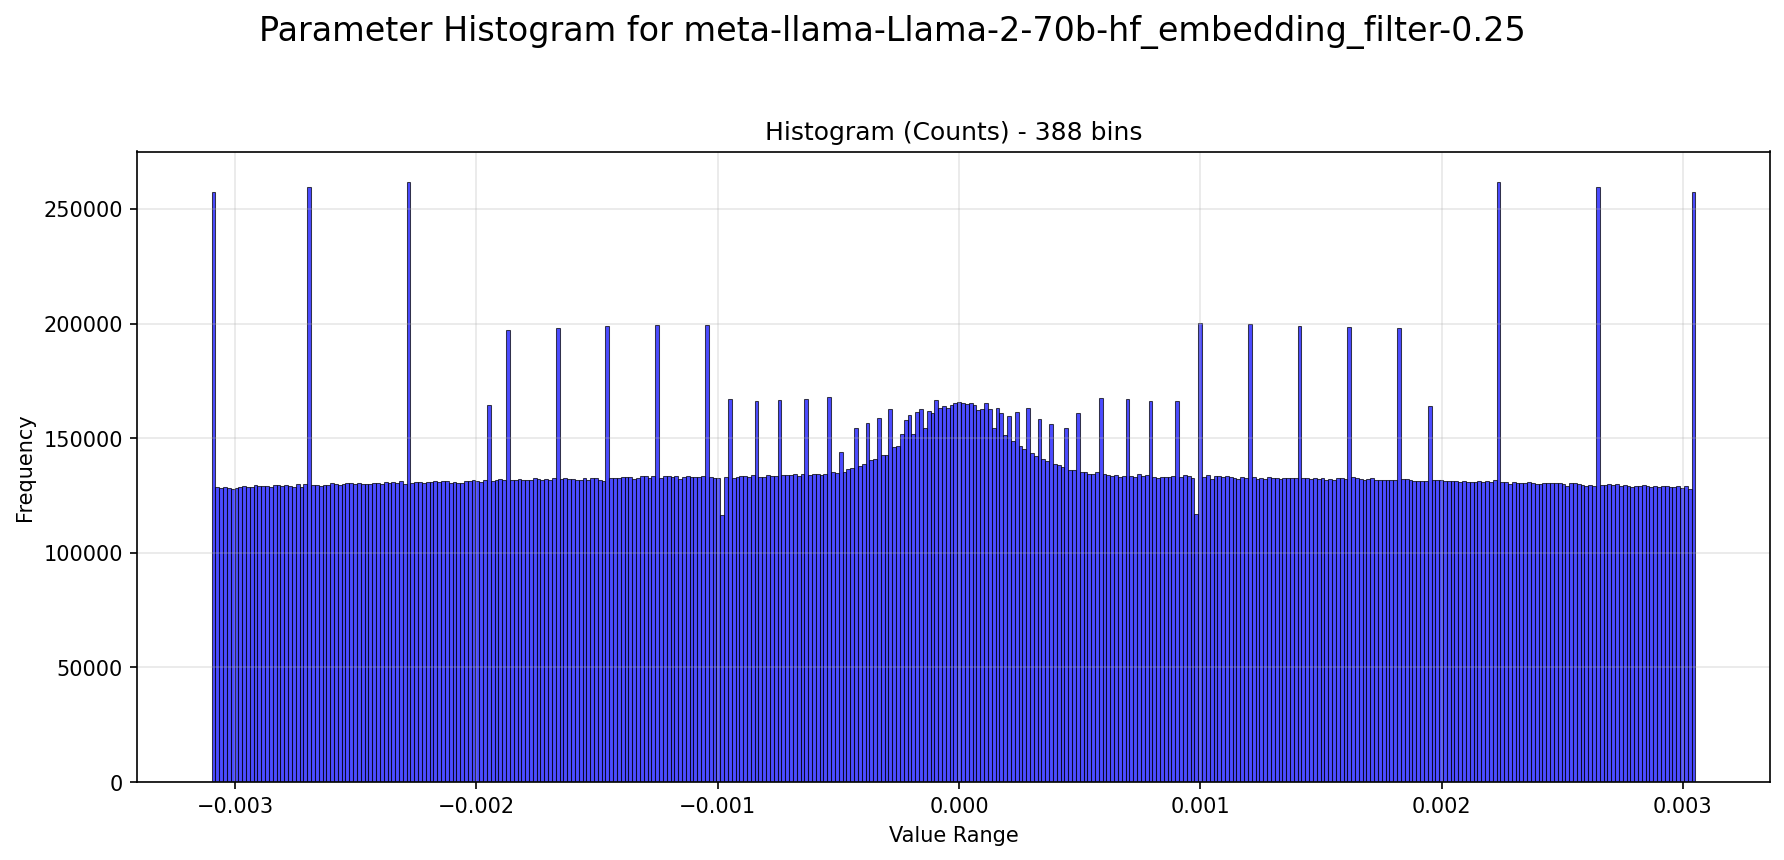 Parameter Histogram for meta-llama-Llama-2-70b-hf_embedding_filter-0.25
Histogram (Counts) - 388 bins
Frequency
250000
200000
150000
100000
50000
0
−0.003 −0.002 −0.001 0.000 0.001 0.002 0.003
Value Range